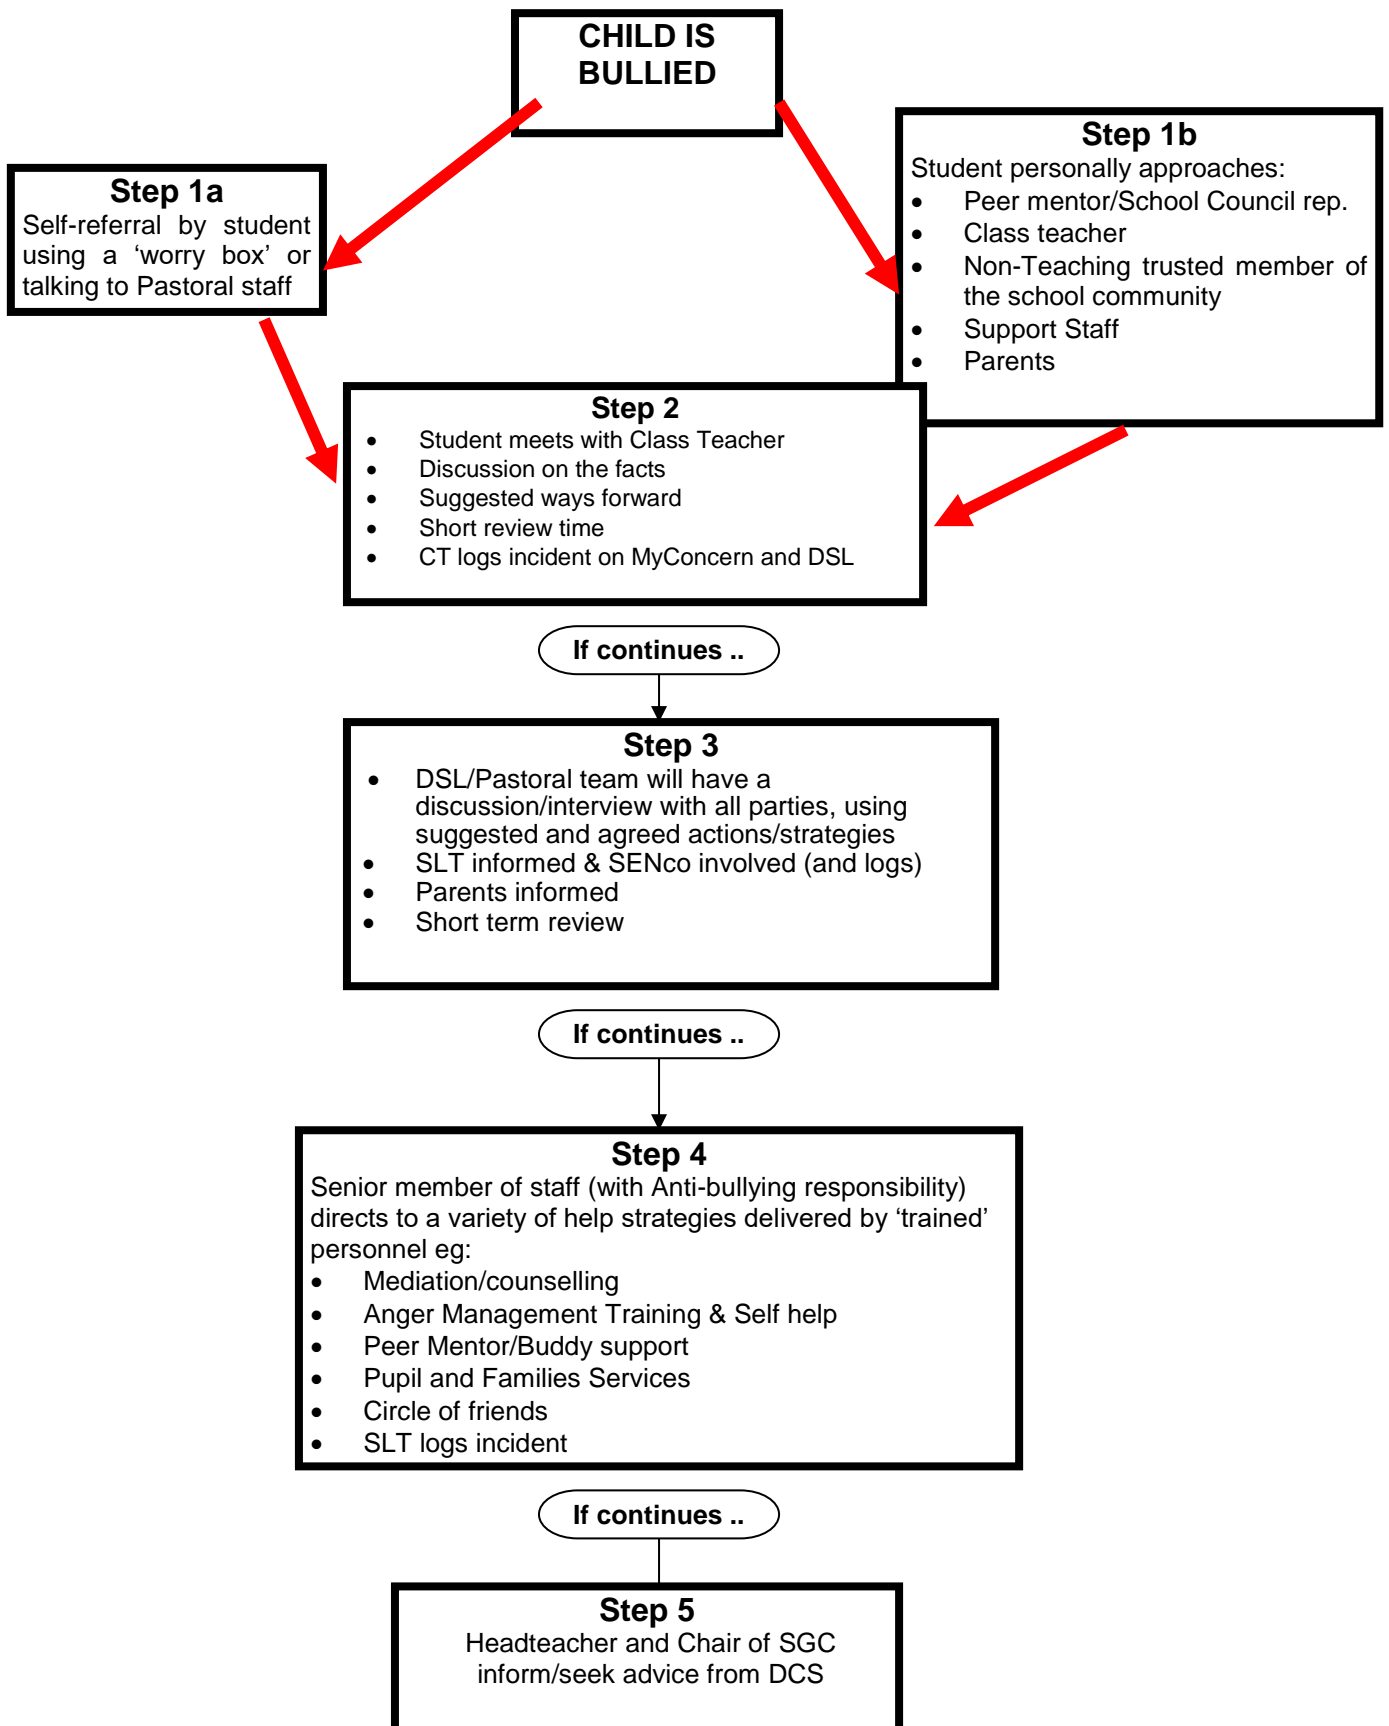 CHILD IS
BULLIED
Step 1a
Self-referral by student
using a ‘worry box’ or
talking to Pastoral staff
Step 1b
Student personally approaches:
• Peer mentor/School Council rep.
• Class teacher
• Non-Teaching trusted member of
the school community
• Support Staff
• Parents
Step 2
• Student meets with Class Teacher
• Discussion on the facts
• Suggested ways forward
• Short review time
• CT logs incident on MyConcern and DSL
If continues ..
Step 3
• DSL/Pastoral team will have a
discussion/interview with all parties, using
suggested and agreed actions/strategies
• SLT informed & SENco involved (and logs)
• Parents informed
• Short term review
If continues ..
Step 4
Senior member of staff (with Anti-bullying responsibility)
directs to a variety of help strategies delivered by ‘trained’
personnel eg:
• Mediation/counselling
• Anger Management Training & Self help
• Peer Mentor/Buddy support
• Pupil and Families Services
• Circle of friends
• SLT logs incident
If continues ..
Step 5
Headteacher and Chair of SGC
inform/seek advice from DCS